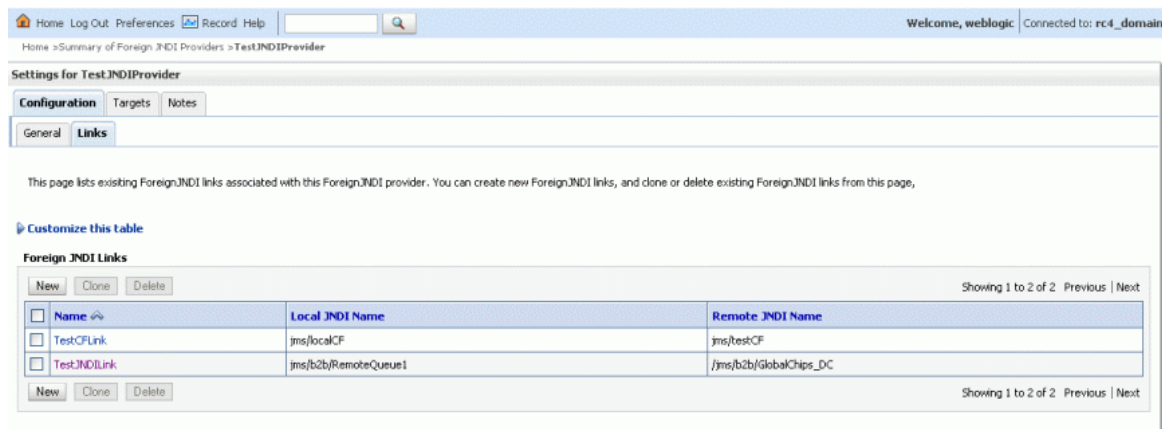 Home Log Out Preferences Record Help Welcome, weblogic Connected to: rc4_domain
Home >Summary of Foreign JNDI Providers >TestJNDIProvider
Settings for TestJNDIProvider
Configuration Targets Notes
General Links
This page lists existing ForeignJNDI links associated with this ForeignJNDI provider. You can create new ForeignJNDI links, and clone or delete existing ForeignJNDI links from this page,
Customize this table
Foreign JNDI Links
New Clone Delete Showing 1 to 2 of 2 Previous | Next
Name Local JNDI Name Remote JNDI Name
TestCFLink jms/localCF jms/testCF
TestJNDILink jms/b2b/RemoteQueue1 /jms/b2b/GlobalChips_DC
New Clone Delete Showing 1 to 2 of 2 Previous | Next